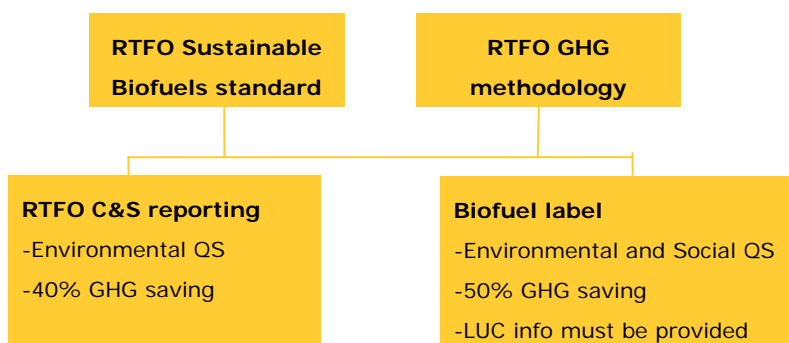 RTFO Sustainable
Biofuels standard
RTFO GHG
methodology
RTFO C&S reporting
-Environmental QS
-40% GHG saving
Biofuel label
-Environmental and Social QS
-50% GHG saving
-LUC info must be provided